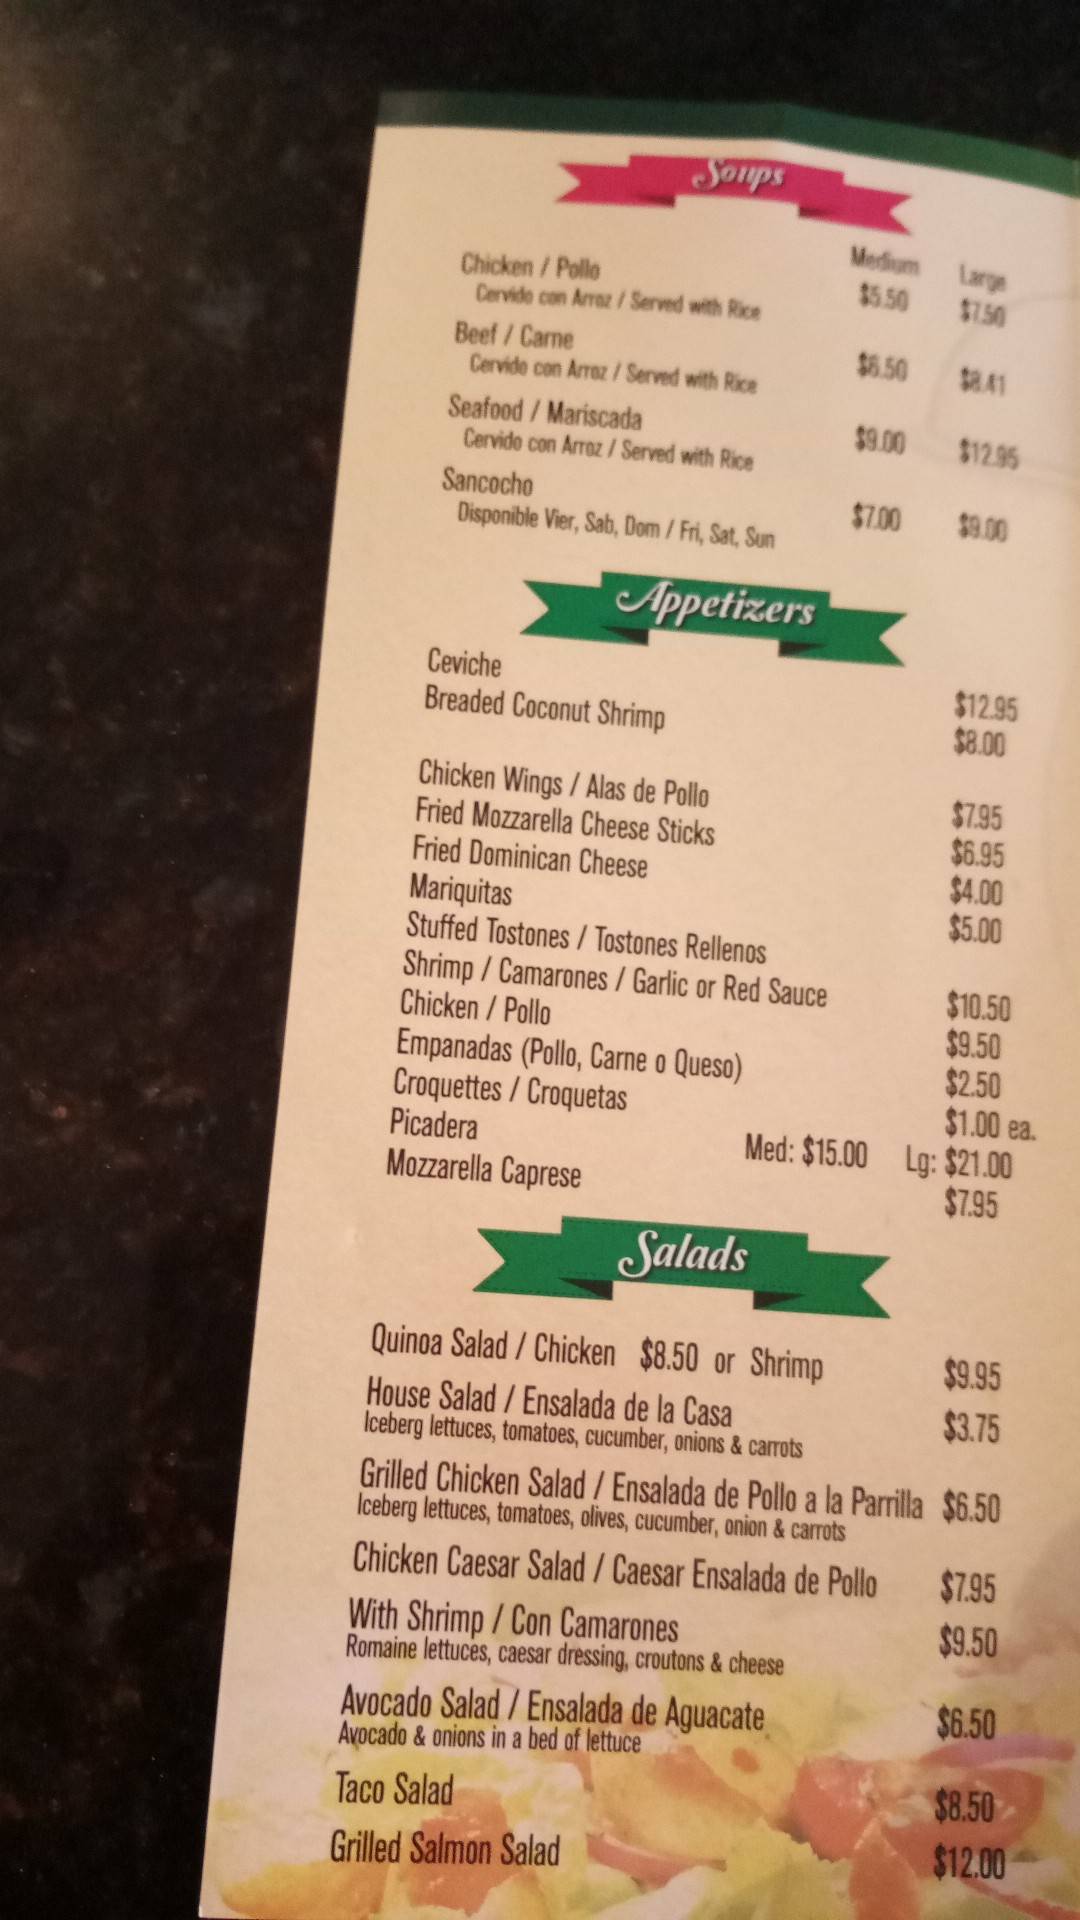 Soups
Medium Large
Chicken / Pollo $5.50 $7.50
Cervido con Arroz / Served with Rice
Beef / Carne $6.50 $8.41
Cervido con Arroz / Served with Rice
Seafood / Mariscada $9.00 $12.95
Cervido con Arroz / Served with Rice
Sancocho $7.00 $9.00
Disponible Vier, Sab, Dom / Fri, Sat, Sun
Appetizers
Ceviche $12.95
Breaded Coconut Shrimp $8.00
Chicken Wings / Alas de Pollo $7.95
Fried Mozzarella Cheese Sticks $6.95
Fried Dominican Cheese $4.00
Mariquitas $5.00
Stuffed Tostones / Tostones Rellenos
Shrimp / Camarones / Garlic or Red Sauce $10.50
Chicken / Pollo $9.50
Empanadas (Pollo, Carne o Queso) $2.50
Croquettes / Croquetas $1.00 ea.
Picadera Med: $15.00 Lg: $21.00
Mozzarella Caprese $7.95
Salads
Quinoa Salad / Chicken $8.50 or Shrimp $9.95
House Salad / Ensalada de la Casa $3.75
Iceberg lettuces, tomatoes, cucumber, onions & carrots
Grilled Chicken Salad / Ensalada de Pollo a la Parrilla $6.50
Iceberg lettuces, tomatoes, olives, cucumber, onion & carrots
Chicken Caesar Salad / Caesar Ensalada de Pollo $7.95
With Shrimp / Con Camarones $9.50
Romaine lettuces, caesar dressing, croutons & cheese
Avocado Salad / Ensalada de Aguacate $6.50
Avocado & onions in a bed of lettuce
Taco Salad $8.50
Grilled Salmon Salad $12.00